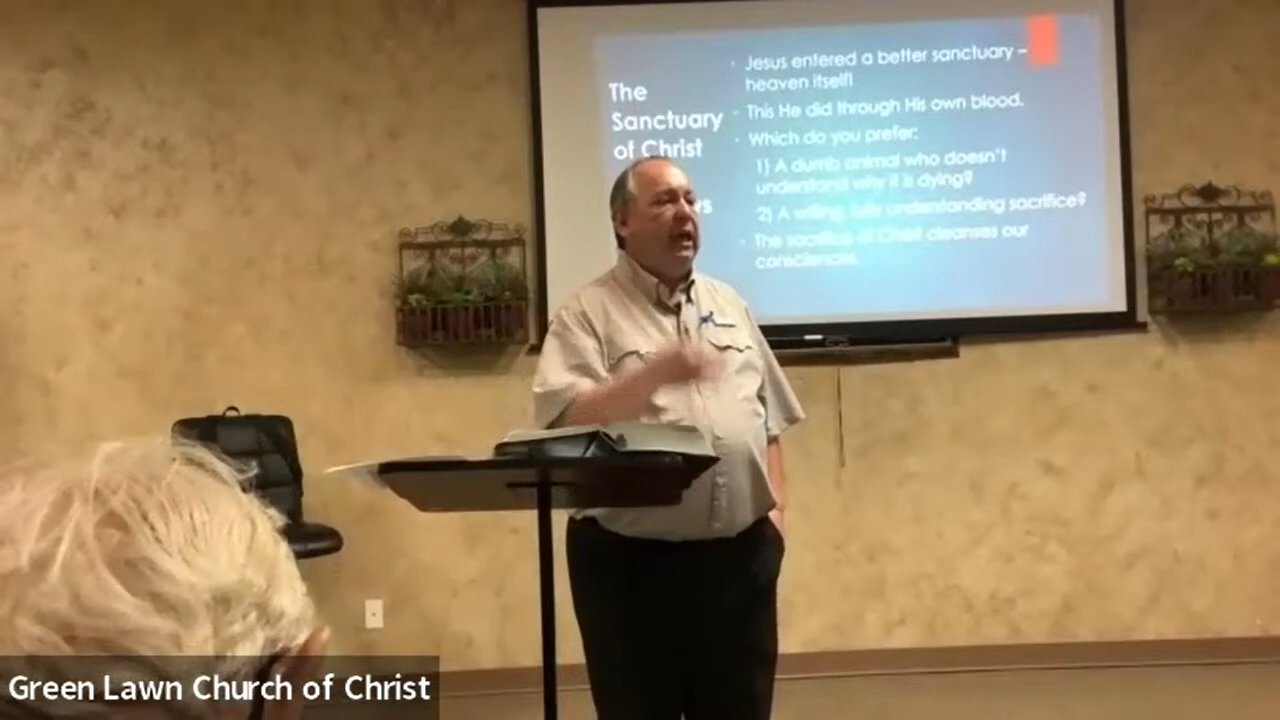 The
Sanctuary
of Christ
Jesus entered a better sanctuary –
heaven itself!
This He did through His own blood.
Which do you prefer:
1) A dumb animal who doesn't
understand why it is dying?
2) A willing, fully understanding sacrifice?
The sacrifice of Christ cleanses our
consciences.
Green Lawn Church of Christ